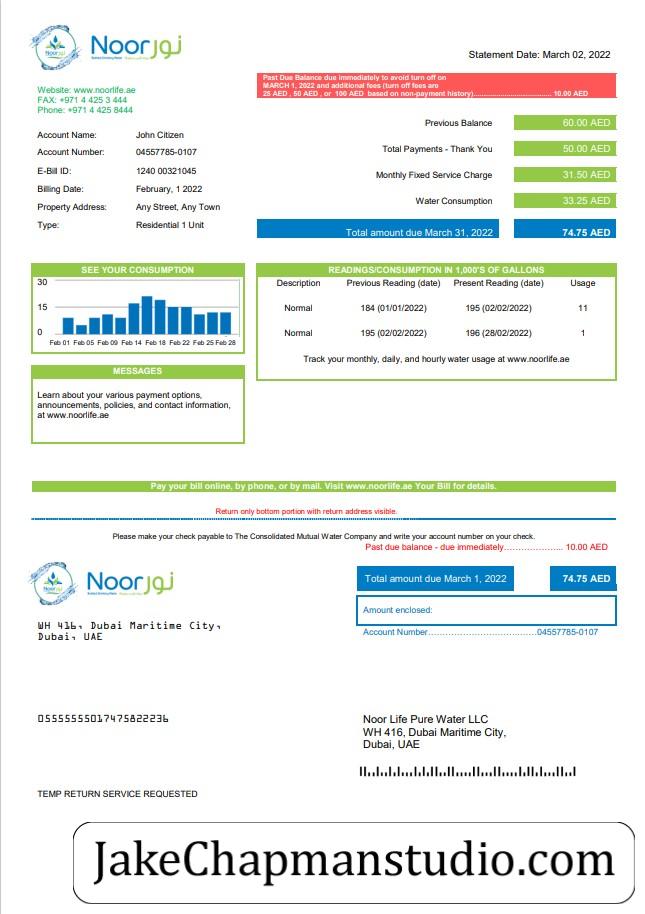 Noor نور
Statement Date: March 02, 2022
Past Due Balance due immediately to avoid turn off on
MARCH 1, 2022 and additional fees (turn off fees are
25 AED , 50 AED , or  100 AED  based on non-payment history)................................................ 10.00 AED
Website: www.noorlife.ae
FAX: +971 4 425 3 444
Phone: +971 4 425 8444
Account Name: John Citizen
Account Number: 04557785-0107
E-Bill ID: 1240 00321045
Billing Date: February, 1 2022
Property Address: Any Street, Any Town
Type: Residential 1 Unit
Previous Balance 60.00 AED
Total Payments - Thank You 50.00 AED
Monthly Fixed Service Charge 31.50 AED
Water Consumption 33.25 AED
Total amount due March 31, 2022 74.75 AED
SEE YOUR CONSUMPTION
30
15
0
Feb 01 Feb 05 Feb 09 Feb 14 Feb 18 Feb 22 Feb 25 Feb 28
READINGS/CONSUMPTION IN 1,000'S OF GALLONS
Description Previous Reading (date) Present Reading (date) Usage
Normal 184 (01/01/2022) 195 (02/02/2022) 11
Normal 195 (02/02/2022) 196 (28/02/2022) 1
Track your monthly, daily, and hourly water usage at www.noorlife.ae
MESSAGES
Learn about your various payment options,
announcements, policies, and contact information,
at www.noorlife.ae
Pay your bill online, by phone, or by mail. Visit www.noorlife.ae Your Bill for details.
Return only bottom portion with return address visible.
Please make your check payable to The Consolidated Mutual Water Company and write your account number on your check.
Past due balance - due immediately.................... 10.00 AED
Noor نور
Total amount due March 1, 2022 74.75 AED
Amount enclosed:
Account Number....................................04557785-0107
WH 416, Dubai Maritime City,
Dubai, UAE
05555555017475822236
Noor Life Pure Water LLC
WH 416, Dubai Maritime City,
Dubai, UAE
TEMP RETURN SERVICE REQUESTED
JakeChapmanstudio.com